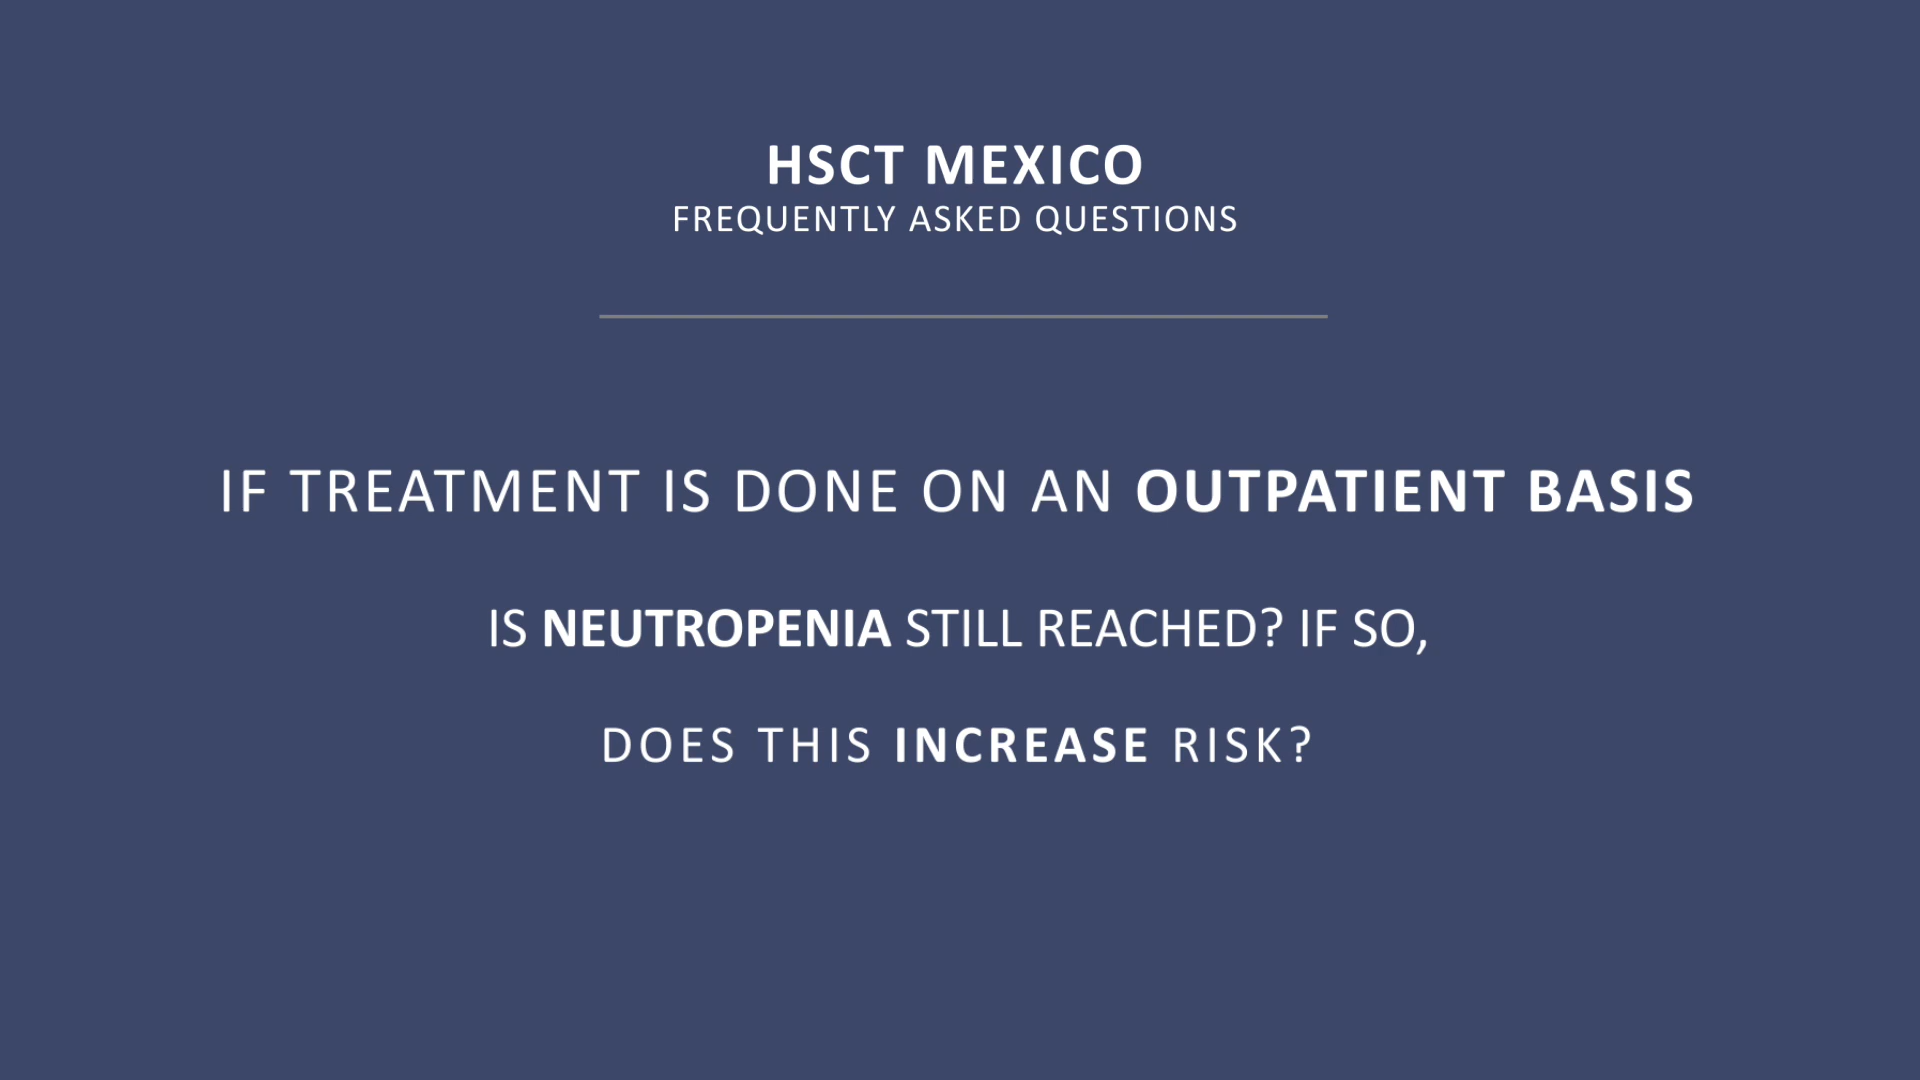 HSCT MEXICO
FREQUENTLY ASKED QUESTIONS
IF TREATMENT IS DONE ON AN OUTPATIENT BASIS
IS NEUTROPENIA STILL REACHED? IF SO,
DOES THIS INCREASE RISK?